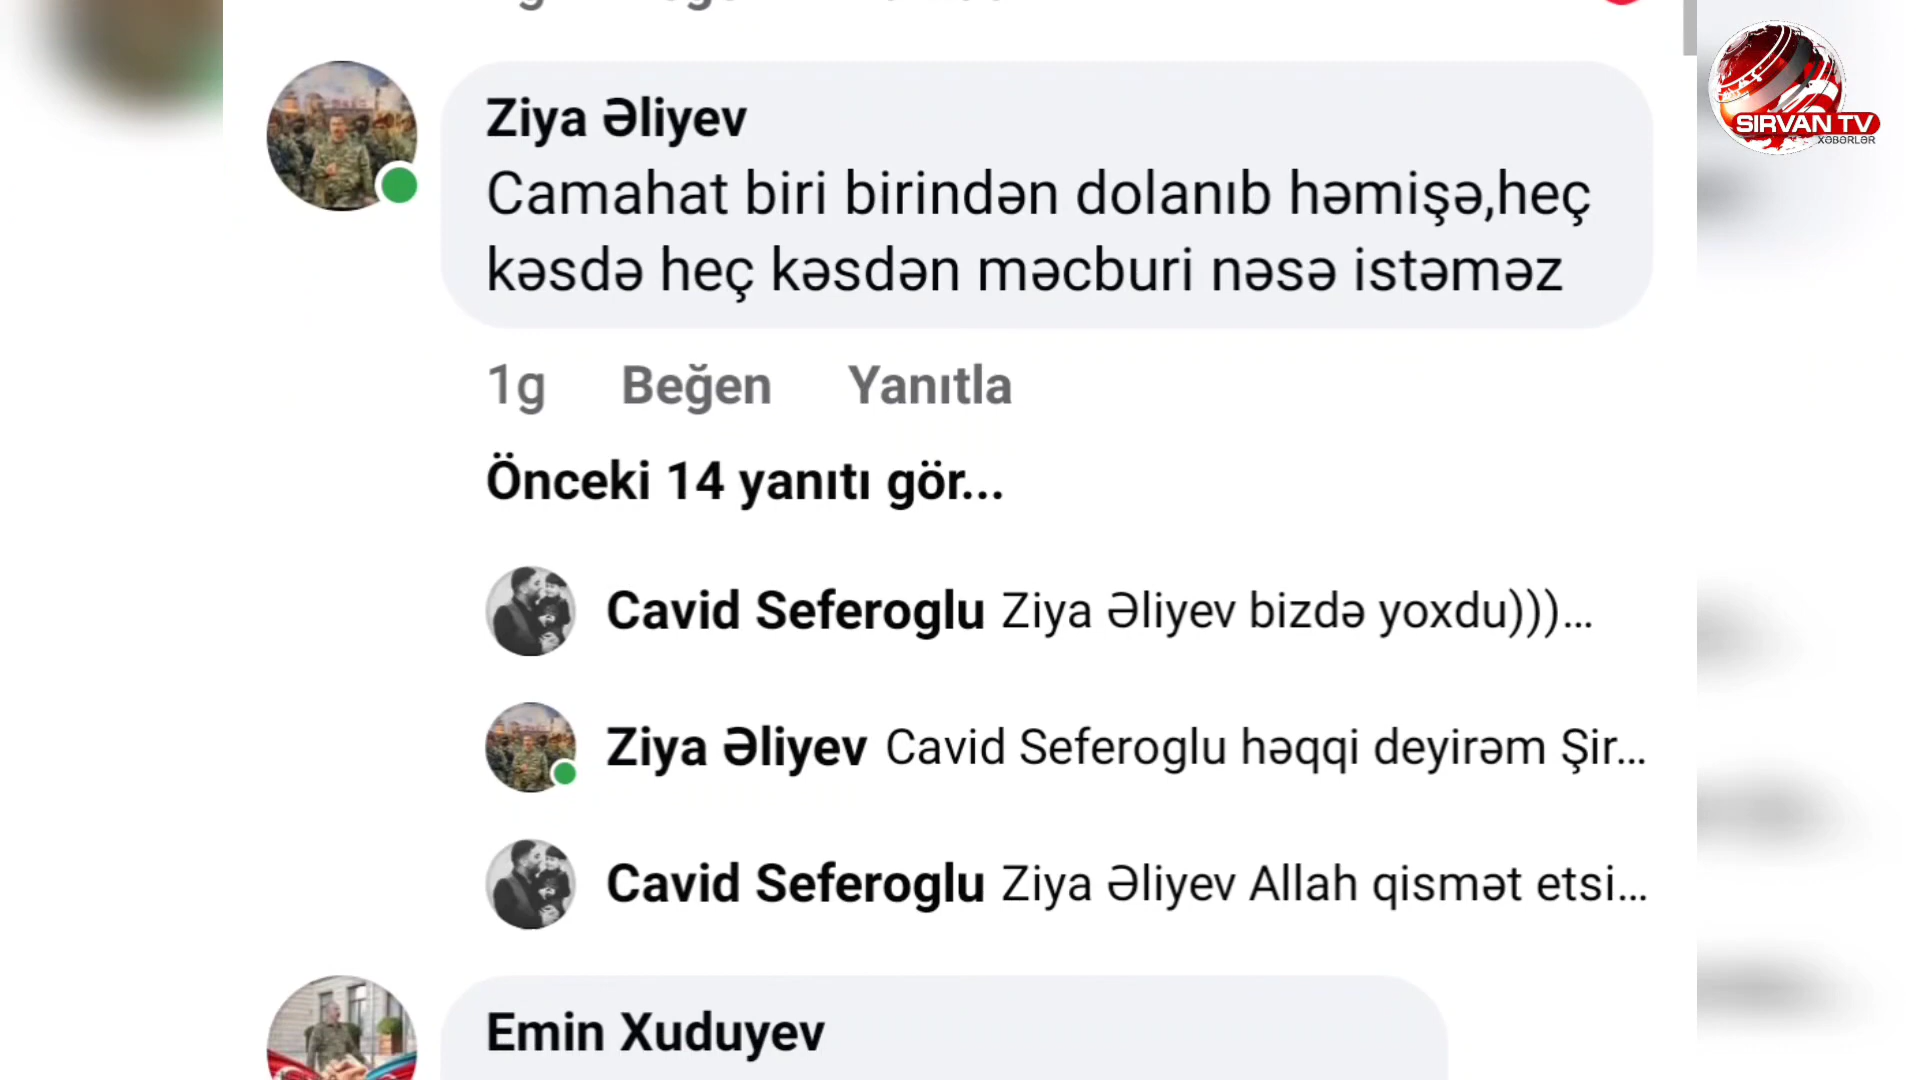 Ziya Əliyev
Camahat biri birindən dolanıb həmişə,heç
kəsdə heç kəsdən məcburi nəsə istəməz
1g Beğen Yanıtla
Önceki 14 yanıtı gör...
Cavid Seferoglu Ziya Əliyev bizdə yoxdu)))...
Ziya Əliyev Cavid Seferoglu həqqi deyirəm Şir...
Cavid Seferoglu Ziya Əliyev Allah qismət etsi...
Emin Xuduyev
SIRVAN TV
XƏBƏRLƏR